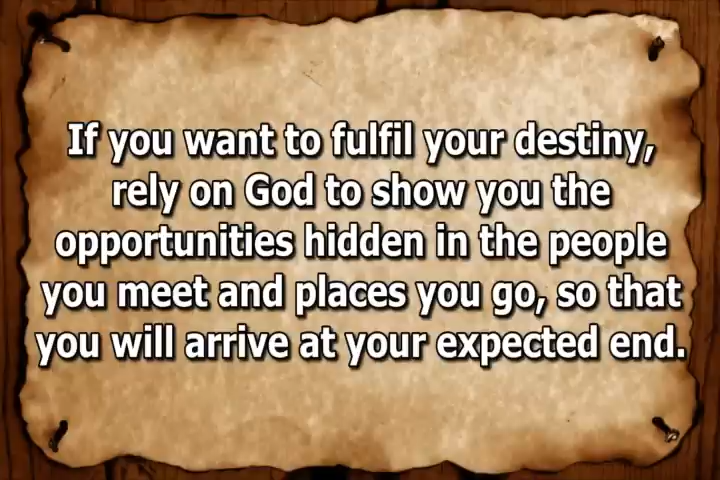 If you want to fulfil your destiny,
rely on God to show you the
opportunities hidden in the people
you meet and places you go, so that
you will arrive at your expected end.